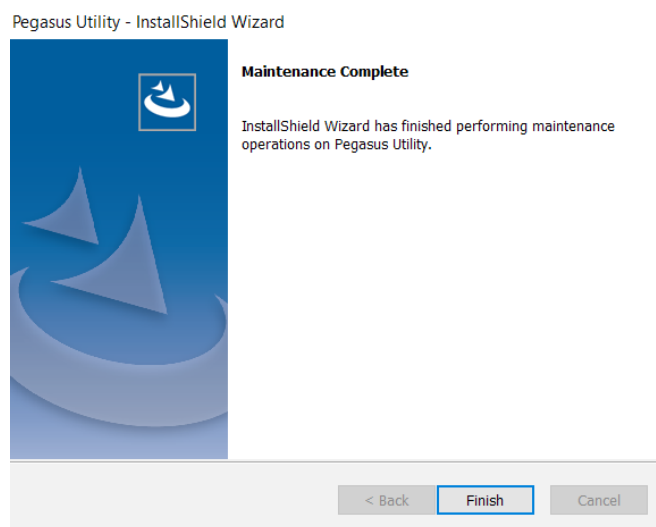 Pegasus Utility - InstallShield Wizard
Maintenance Complete
InstallShield Wizard has finished performing maintenance
operations on Pegasus Utility.
< Back
Finish
Cancel